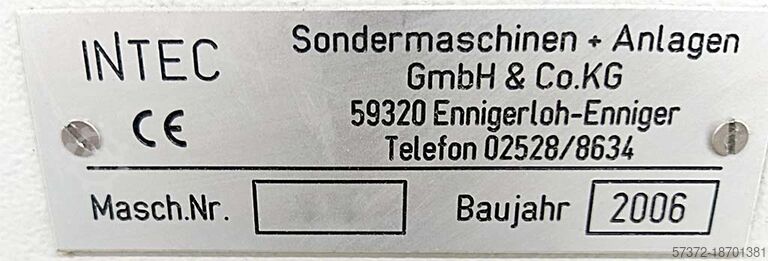 INTEC
Sondermaschinen + Anlagen
GmbH & Co.KG
59320 Ennigerloh-Enniger
Telefon 02528/8634
CE
Masch.Nr.
Baujahr 2006
57372-18701381